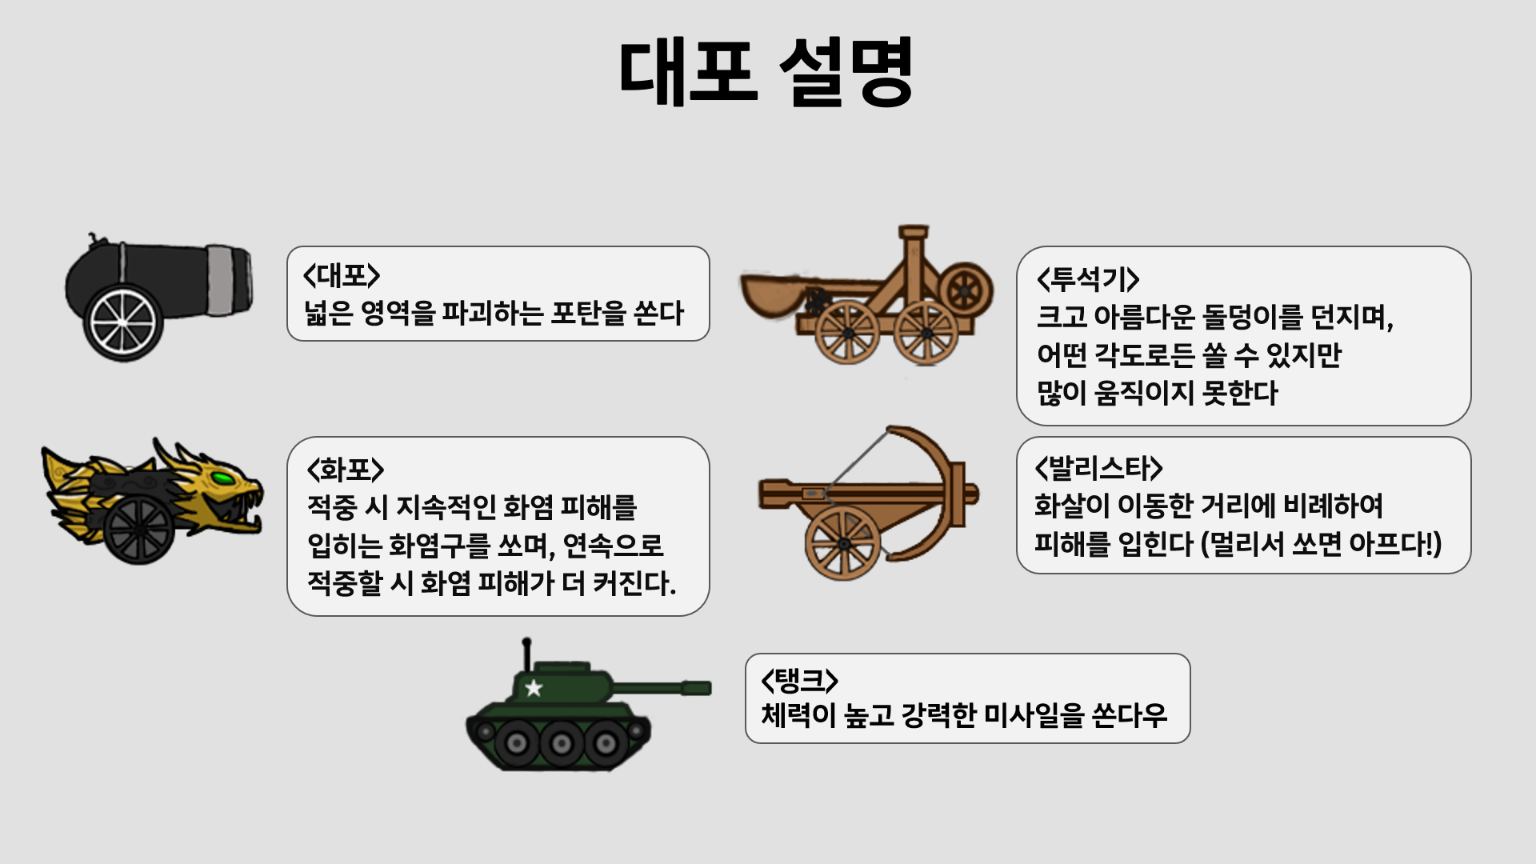 대포 설명
<대포>
넓은 영역을 파괴하는 포탄을 쏜다
<투석기>
크고 아름다운 돌덩이를 던지며,
어떤 각도로든 쏠 수 있지만
많이 움직이지 못한다
<화포>
적중 시 지속적인 화염 피해를
입히는 화염구를 쏘며, 연속으로
적중할 시 화염 피해가 더 커진다.
<발리스타>
화살이 이동한 거리에 비례하여
피해를 입힌다 (멀리서 쏘면 아프다!)
<탱크>
체력이 높고 강력한 미사일을 쏜다우